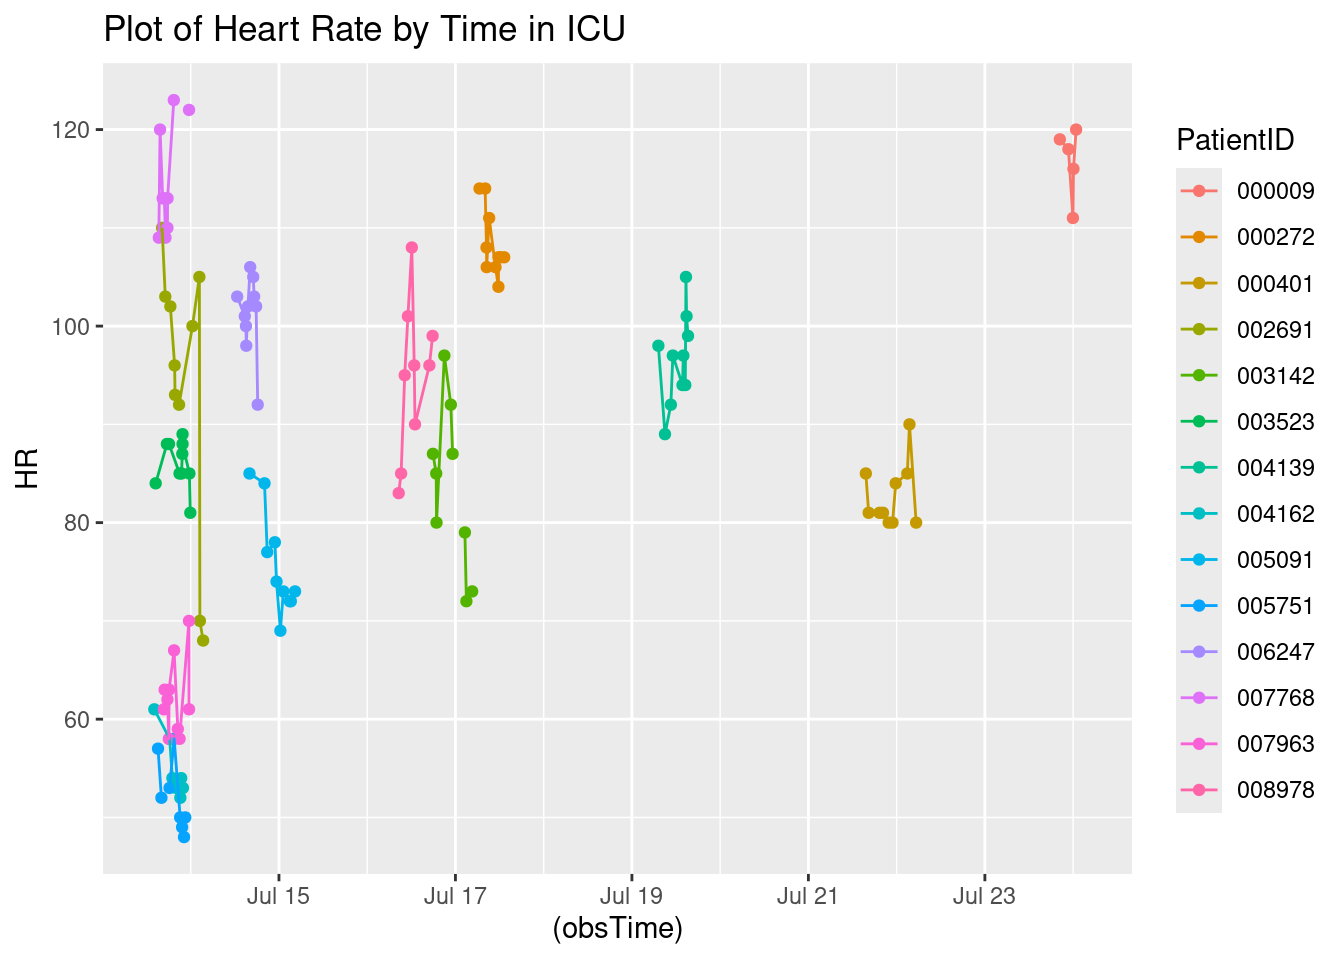 Plot of Heart Rate by Time in ICU
120
100
80
60
HR
Jul 15
Jul 17
Jul 19
Jul 21
Jul 23
(obsTime)
PatientID
000009
000272
000401
002691
003142
003523
004139
004162
005091
005751
006247
007768
007963
008978